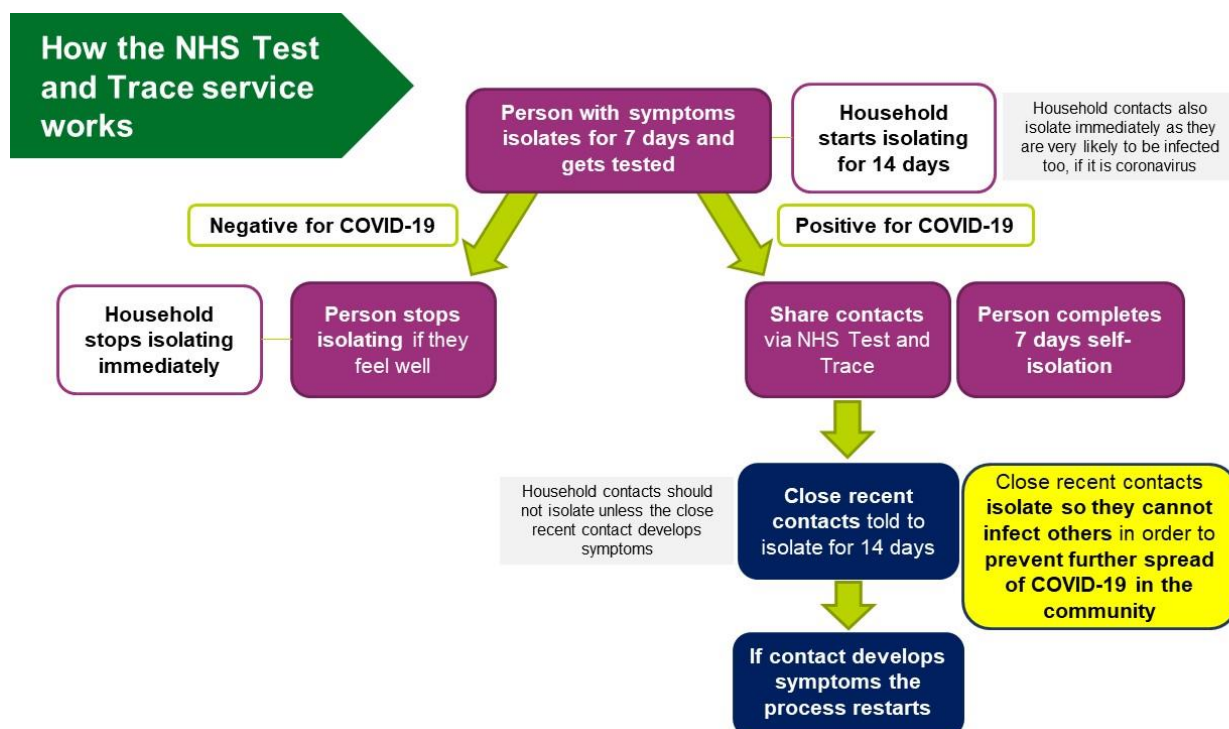 How the NHS Test
and Trace service
works
Person with symptoms
isolates for 7 days and
gets tested
Household
starts isolating
for 14 days
Household contacts also
isolate immediately as they
are very likely to be infected
too, if it is coronavirus
Negative for COVID-19
Positive for COVID-19
Household
stops isolating
immediately
Person stops
isolating if they
feel well
Share contacts
via NHS Test and
Trace
Person completes
7 days self-
isolation
Household contacts should
not isolate unless the close
recent contact develops
symptoms
Close recent
contacts told to
isolate for 14 days
Close recent contacts
isolate so they cannot
infect others in order to
prevent further spread
of COVID-19 in the
community
If contact develops
symptoms the
process restarts